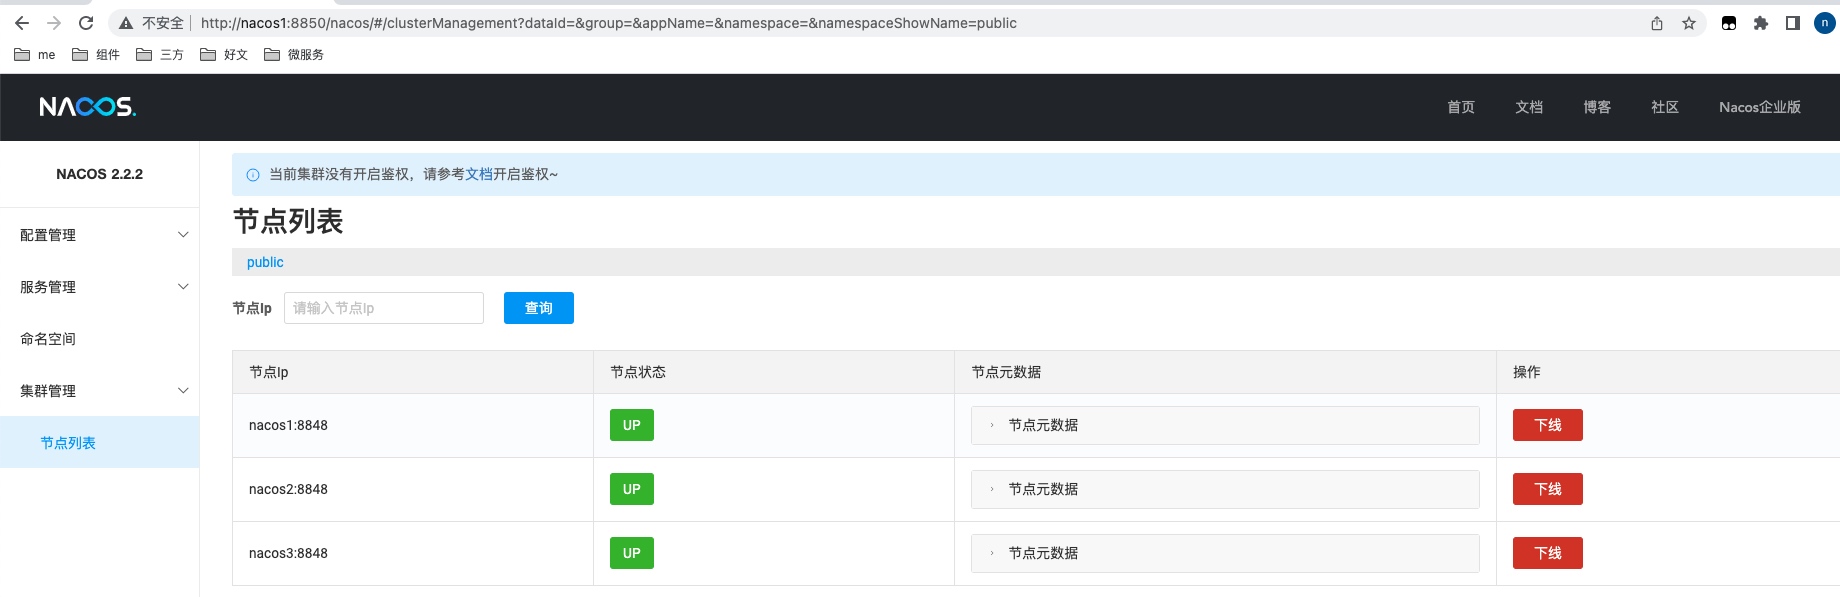 不安全 http://nacos1:8850/nacos/#/clusterManagement?dataId=&group=&appName=&namespace=&namespaceShowName=public n
me 组件 三方 好文 微服务
NACOS. 首页 文档 博客 社区 Nacos企业版
NACOS 2.2.2
配置管理
服务管理
命名空间
集群管理
节点列表
当前集群没有开启鉴权，请参考文档开启鉴权~
节点列表
public
节点Ip 请输入节点Ip 查询
节点Ip 节点状态 节点元数据 操作
nacos1:8848 UP 节点元数据 下线
nacos2:8848 UP 节点元数据 下线
nacos3:8848 UP 节点元数据 下线